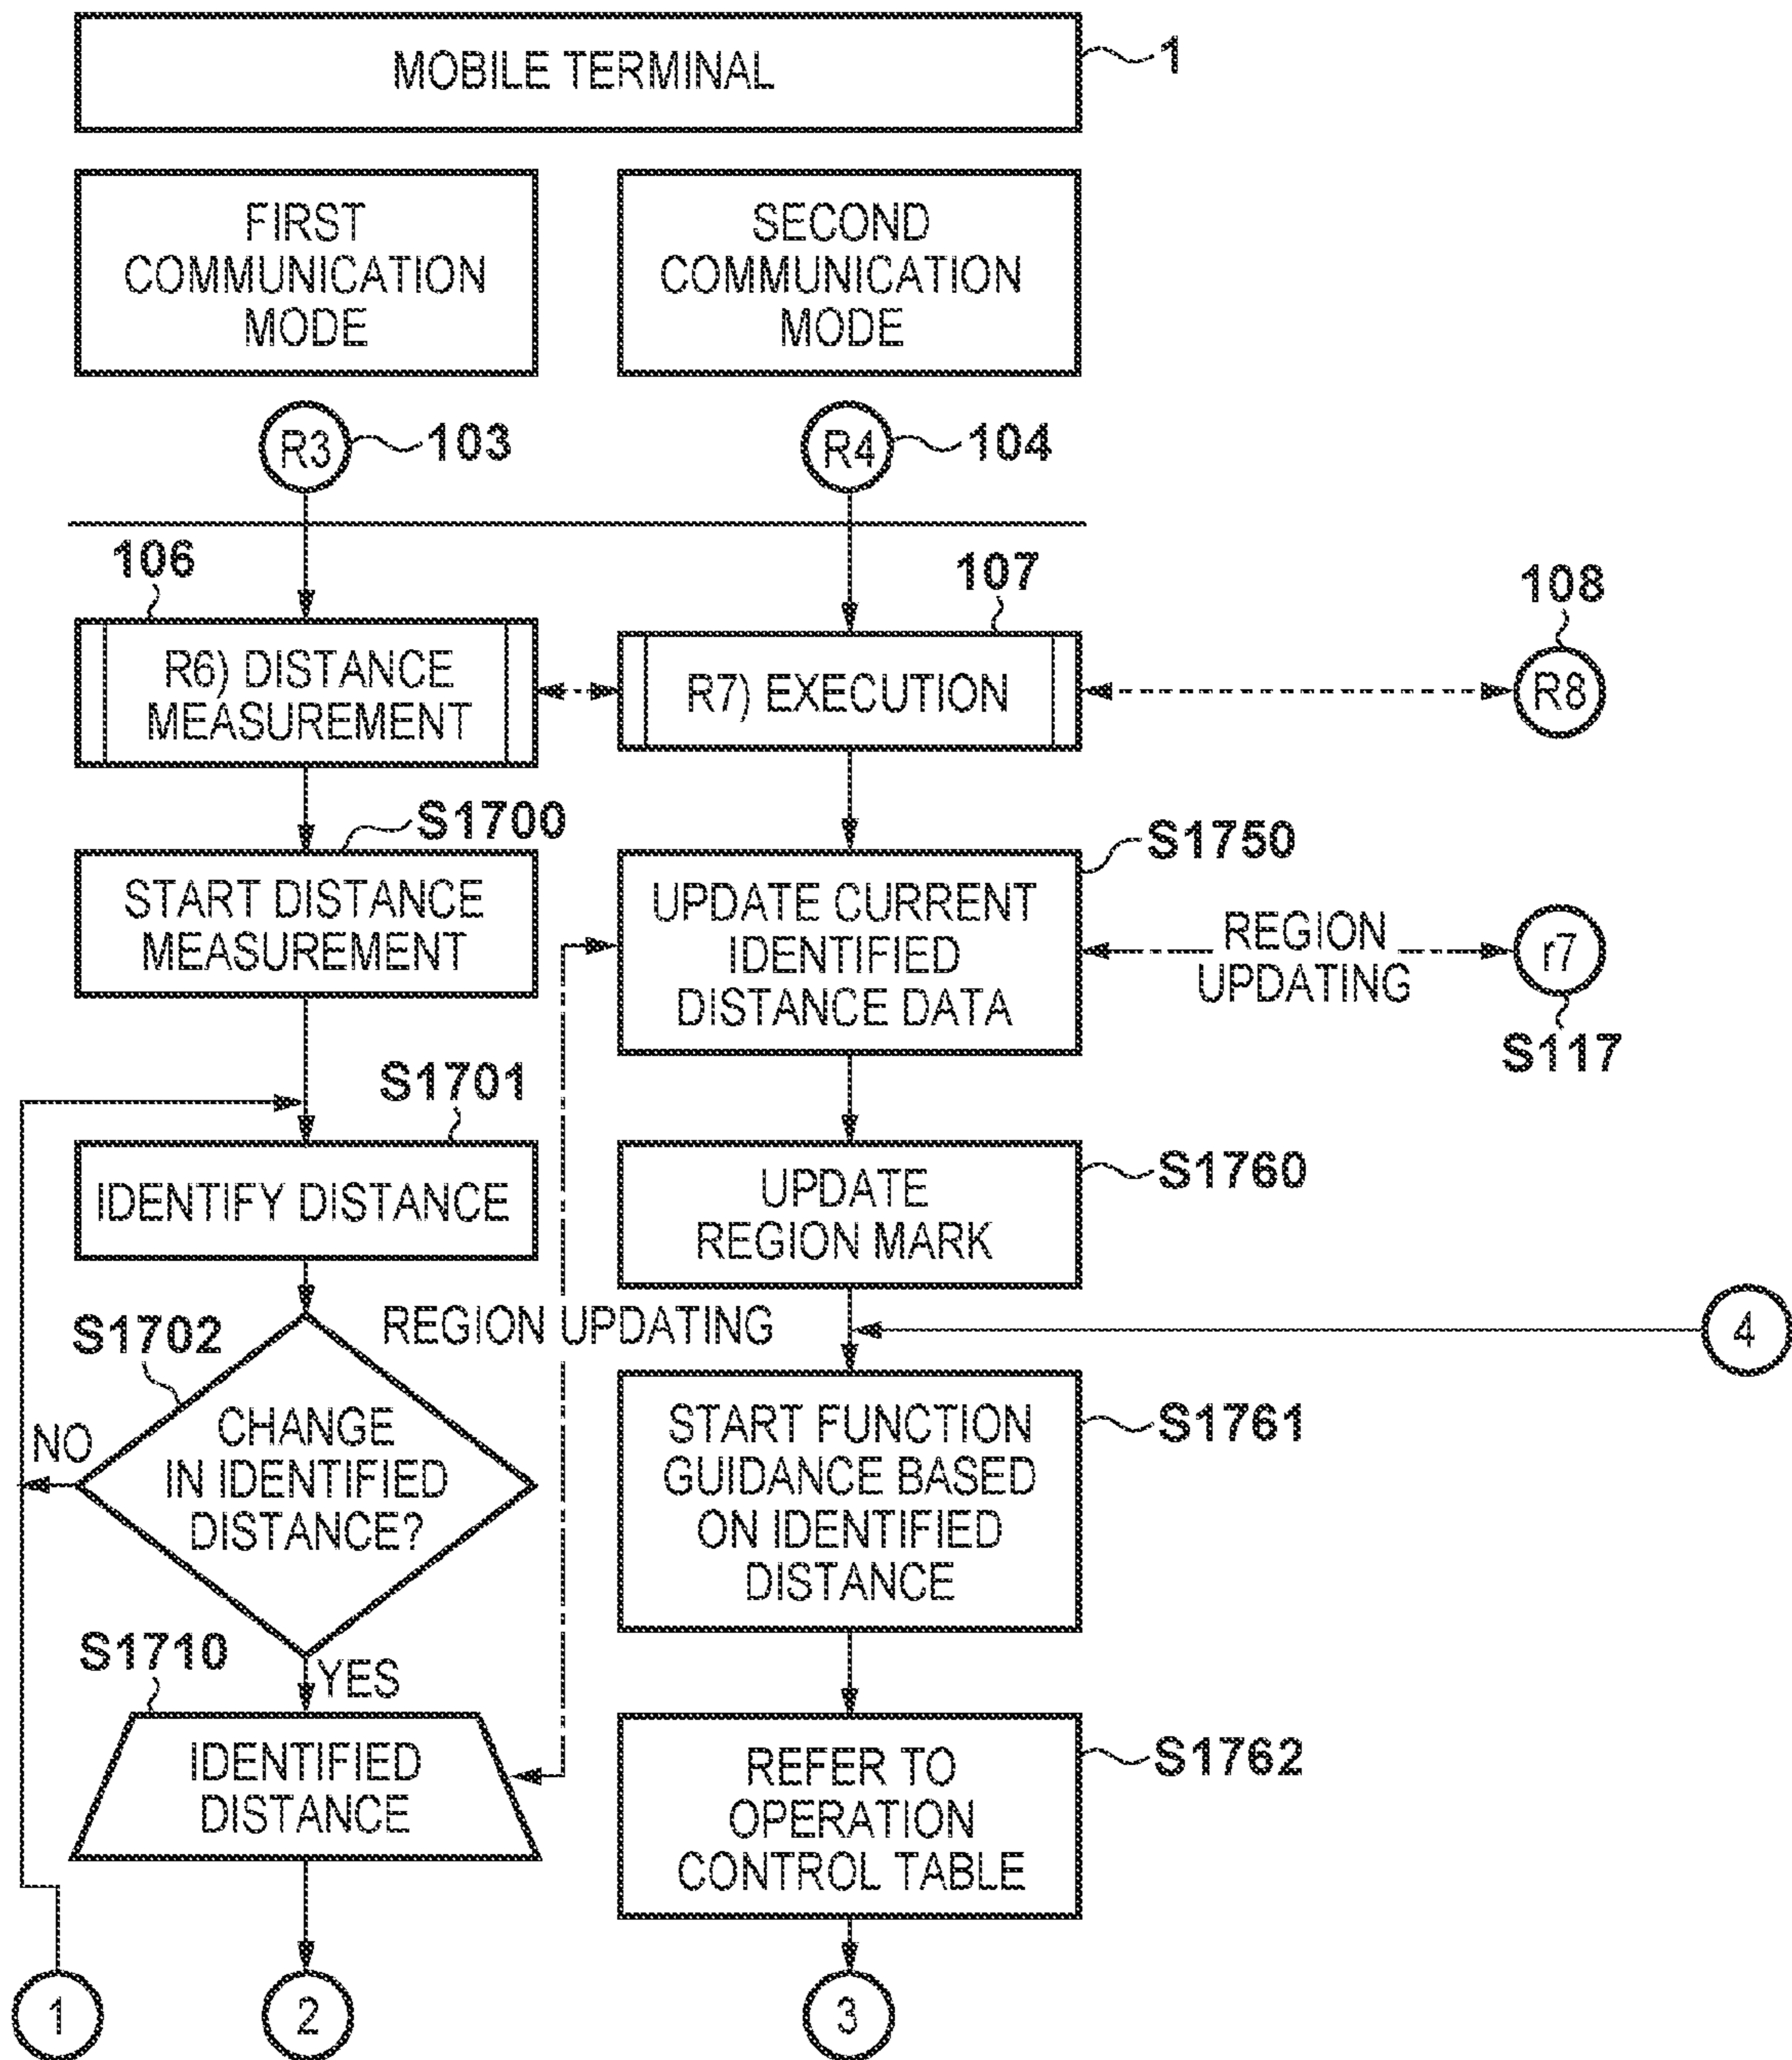 MOBILE TERMINAL
1
FIRST
COMMUNICATION
MODE
SECOND
COMMUNICATION
MODE
R3
103
R4
104
106
107
108
R6) DISTANCE
MEASUREMENT
R7) EXECUTION
R8
S1700
START DISTANCE
MEASUREMENT
S1750
UPDATE CURRENT
IDENTIFIED
DISTANCE DATA
REGION
UPDATING
r7
S117
S1701
IDENTIFY DISTANCE
S1760
UPDATE
REGION MARK
REGION UPDATING
4
S1702
CHANGE
IN IDENTIFIED
DISTANCE?
NO
YES
S1761
START FUNCTION
GUIDANCE BASED
ON IDENTIFIED
DISTANCE
S1710
IDENTIFIED
DISTANCE
S1762
REFER TO
OPERATION
CONTROL TABLE
1
2
3